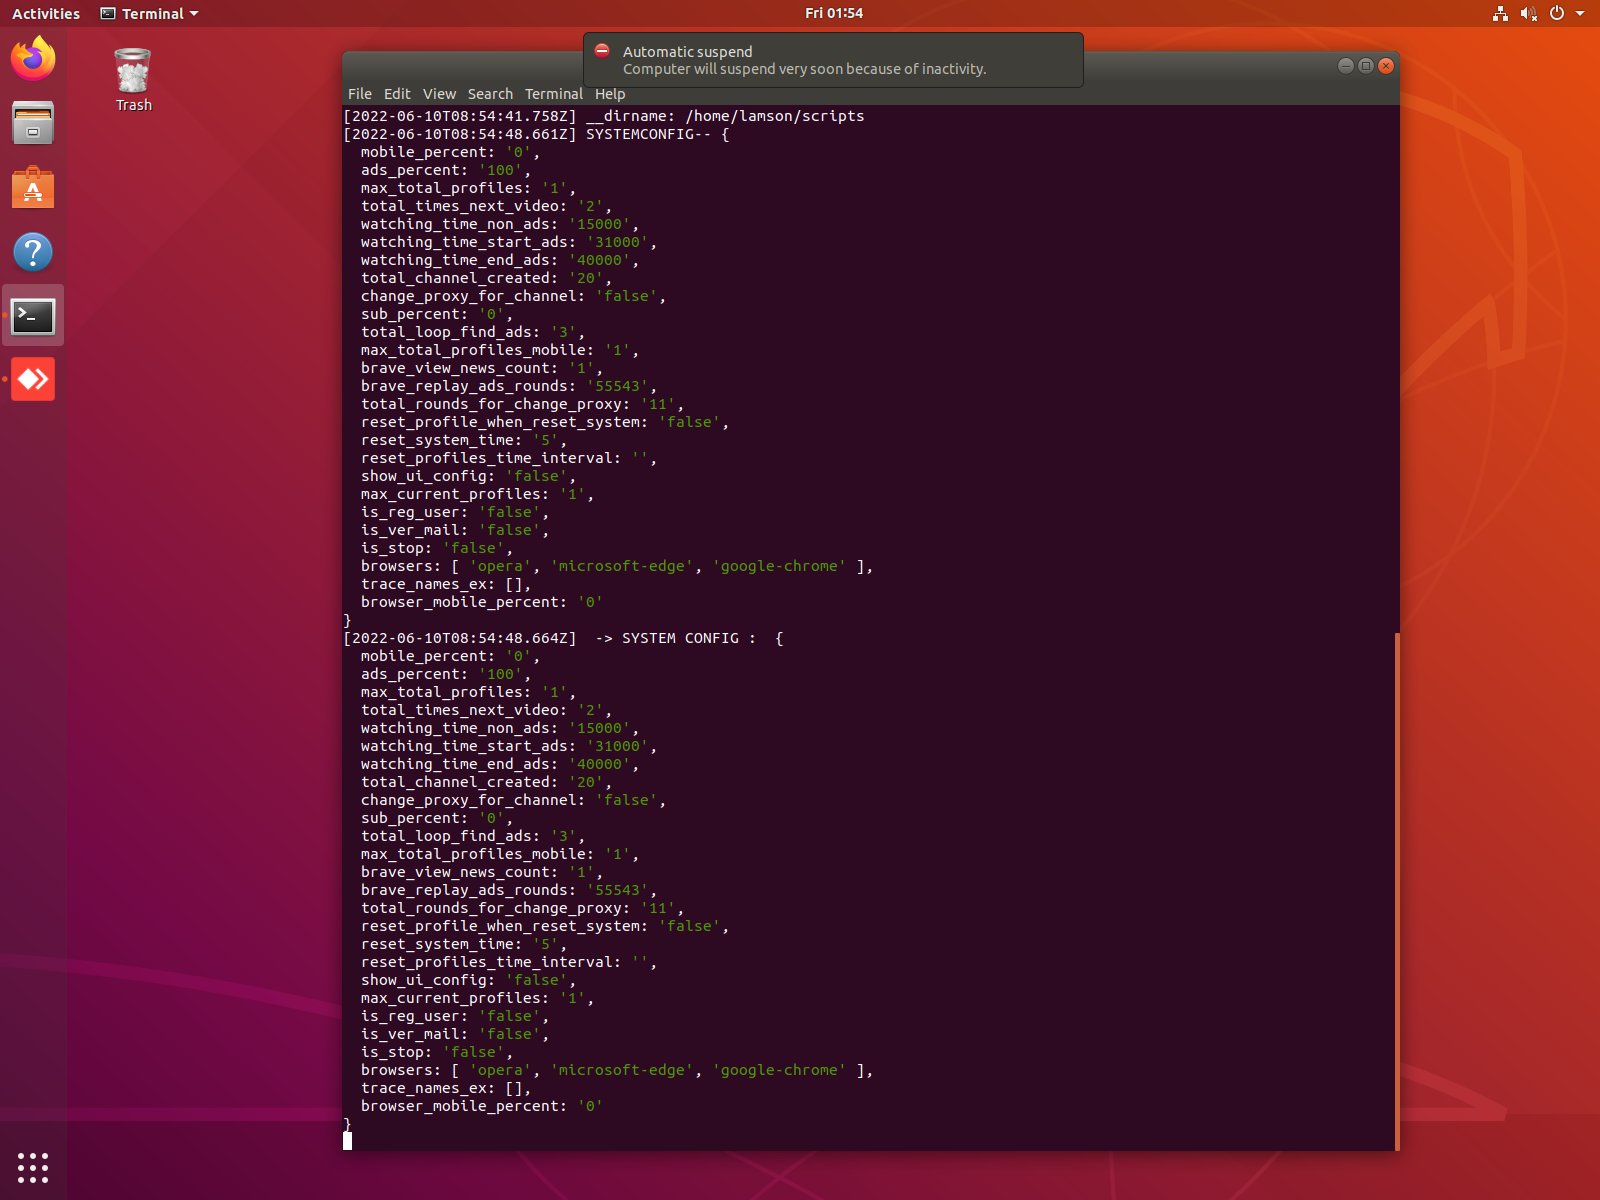 Activities Terminal Fri 01:54
Automatic suspend
Computer will suspend very soon because of inactivity.
Trash
File Edit View Search Terminal Help
[2022-06-10T08:54:41.758Z] __dirname: /home/lamson/scripts
[2022-06-10T08:54:48.661Z] SYSTEMCONFIG-- {
  mobile_percent: '0',
  ads_percent: '100',
  max_total_profiles: '1',
  total_times_next_video: '2',
  watching_time_non_ads: '15000',
  watching_time_start_ads: '31000',
  watching_time_end_ads: '40000',
  total_channel_created: '20',
  change_proxy_for_channel: 'false',
  sub_percent: '0',
  total_loop_find_ads: '3',
  max_total_profiles_mobile: '1',
  brave_view_news_count: '1',
  brave_replay_ads_rounds: '55543',
  total_rounds_for_change_proxy: '11',
  reset_profile_when_reset_system: 'false',
  reset_system_time: '5',
  reset_profiles_time_interval: '',
  show_ui_config: 'false',
  max_current_profiles: '1',
  is_reg_user: 'false',
  is_ver_mail: 'false',
  is_stop: 'false',
  browsers: [ 'opera', 'microsoft-edge', 'google-chrome' ],
  trace_names_ex: [],
  browser_mobile_percent: '0'
}
[2022-06-10T08:54:48.664Z]  -> SYSTEM CONFIG :  {
  mobile_percent: '0',
  ads_percent: '100',
  max_total_profiles: '1',
  total_times_next_video: '2',
  watching_time_non_ads: '15000',
  watching_time_start_ads: '31000',
  watching_time_end_ads: '40000',
  total_channel_created: '20',
  change_proxy_for_channel: 'false',
  sub_percent: '0',
  total_loop_find_ads: '3',
  max_total_profiles_mobile: '1',
  brave_view_news_count: '1',
  brave_replay_ads_rounds: '55543',
  total_rounds_for_change_proxy: '11',
  reset_profile_when_reset_system: 'false',
  reset_system_time: '5',
  reset_profiles_time_interval: '',
  show_ui_config: 'false',
  max_current_profiles: '1',
  is_reg_user: 'false',
  is_ver_mail: 'false',
  is_stop: 'false',
  browsers: [ 'opera', 'microsoft-edge', 'google-chrome' ],
  trace_names_ex: [],
  browser_mobile_percent: '0'
}